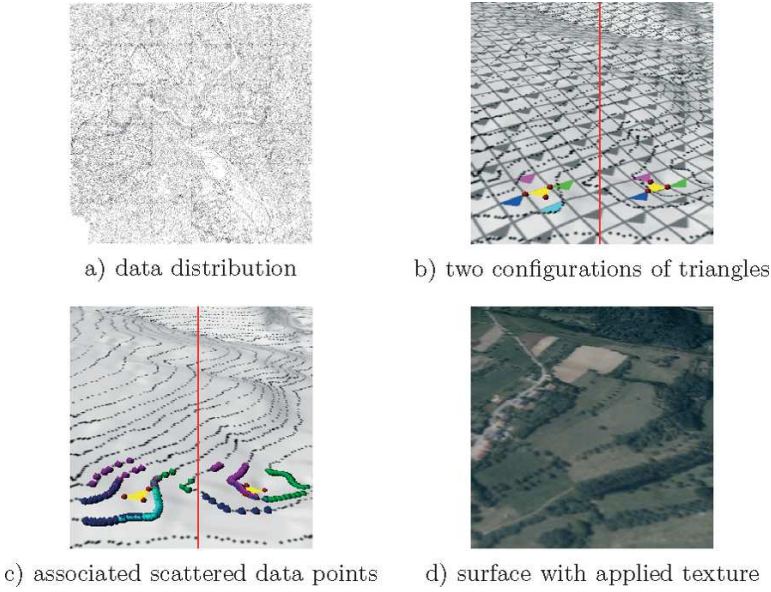 a) data distribution
b) two configurations of triangles
c) associated scattered data points
d) surface with applied texture